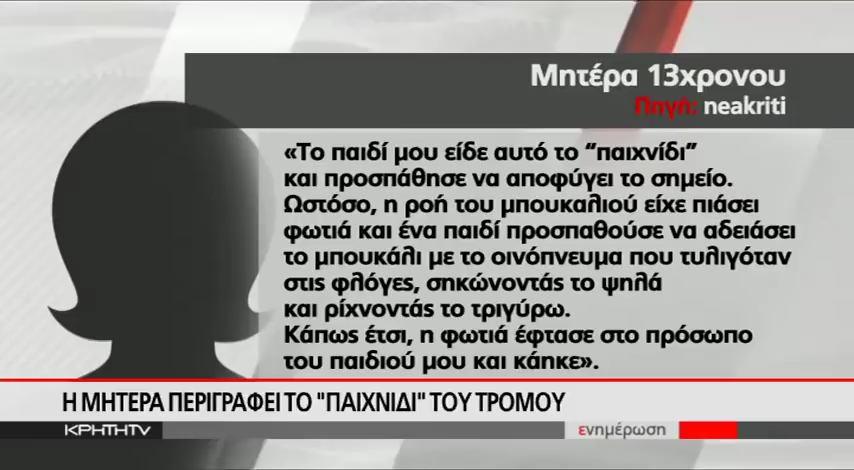 Μητέρα 13χρονου
Πηγή: neakriti
«Το παιδί μου είδε αυτό το “παιχνίδι”
και προσπάθησε να αποφύγει το σημείο.
Ωστόσο, η ροή του μπουκαλιού είχε πιάσει
φωτιά και ένα παιδί προσπαθούσε να αδειάσει
το μπουκάλι με το οινόπνευμα που τυλιγόταν
στις φλόγες, σηκώνοντάς το ψηλά
και ρίχνοντάς το τριγύρω.
Κάπως έτσι, η φωτιά έφτασε στο πρόσωπο
του παιδιού μου και κάηκε».
Η ΜΗΤΕΡΑ ΠΕΡΙΓΡΑΦΕΙ ΤΟ "ΠΑΙΧΝΙΔΙ" ΤΟΥ ΤΡΟΜΟΥ
ΚΡΗΤΗTV
ενημέρωση